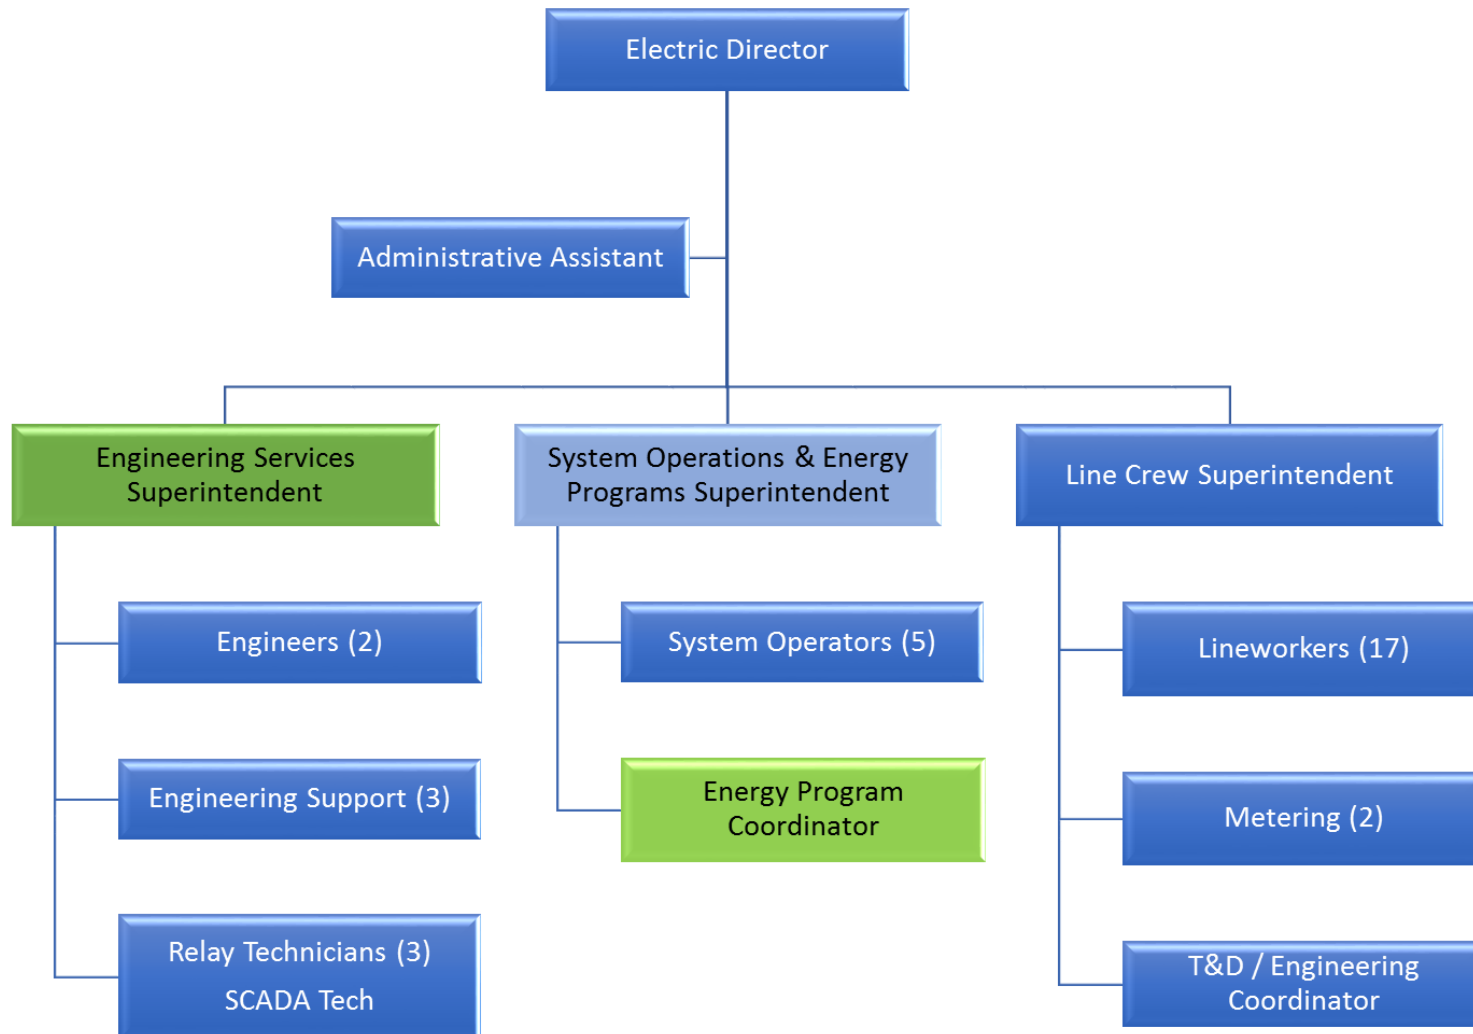 Electric Director
Administrative Assistant
Engineering Services
Superintendent
System Operations & Energy
Programs Superintendent
Line Crew Superintendent
Engineers (2)
Engineering Support (3)
Relay Technicians (3)
SCADA Tech
System Operators (5)
Energy Program
Coordinator
Lineworkers (17)
Metering (2)
T&D / Engineering
Coordinator